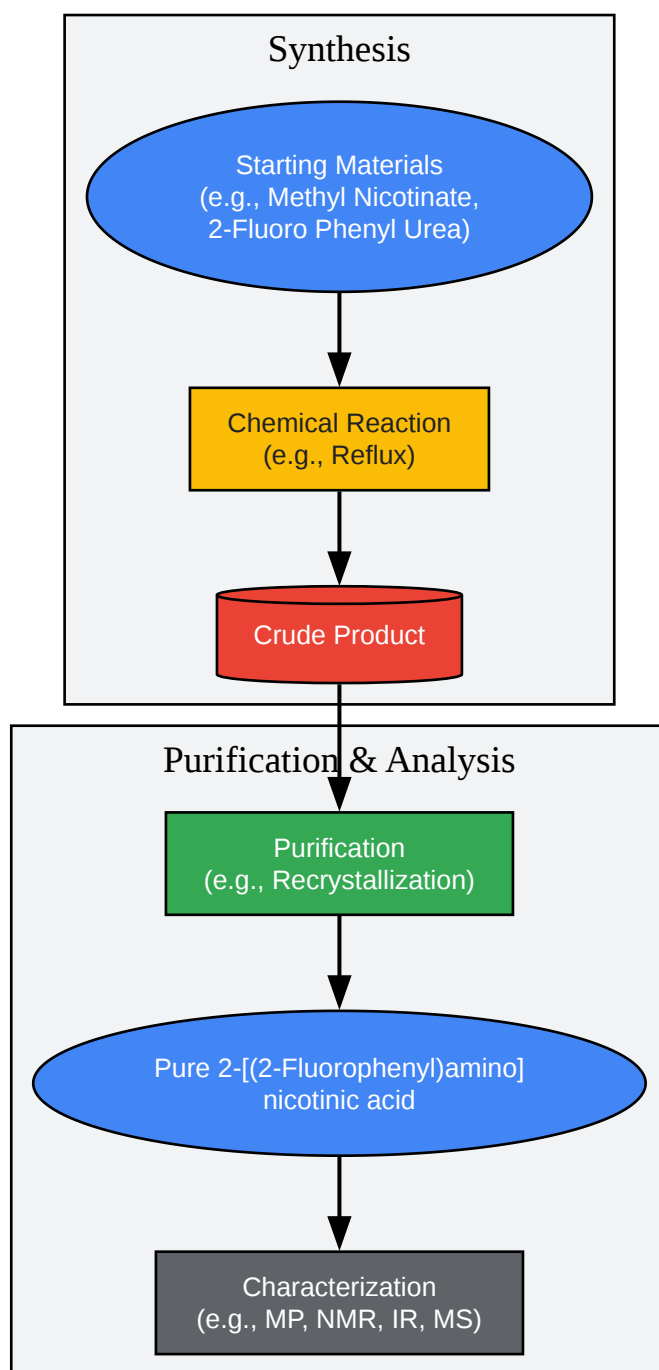 Synthesis
Starting Materials
(e.g., Methyl Nicotinate,
2-Fluoro Phenyl Urea)
Chemical Reaction
(e.g., Reflux)
Crude Product
Purification & Analysis
Purification
(e.g., Recrystallization)
Pure 2-[(2-Fluorophenyl)amino]
nicotinic acid
Characterization
(e.g., MP, NMR, IR, MS)